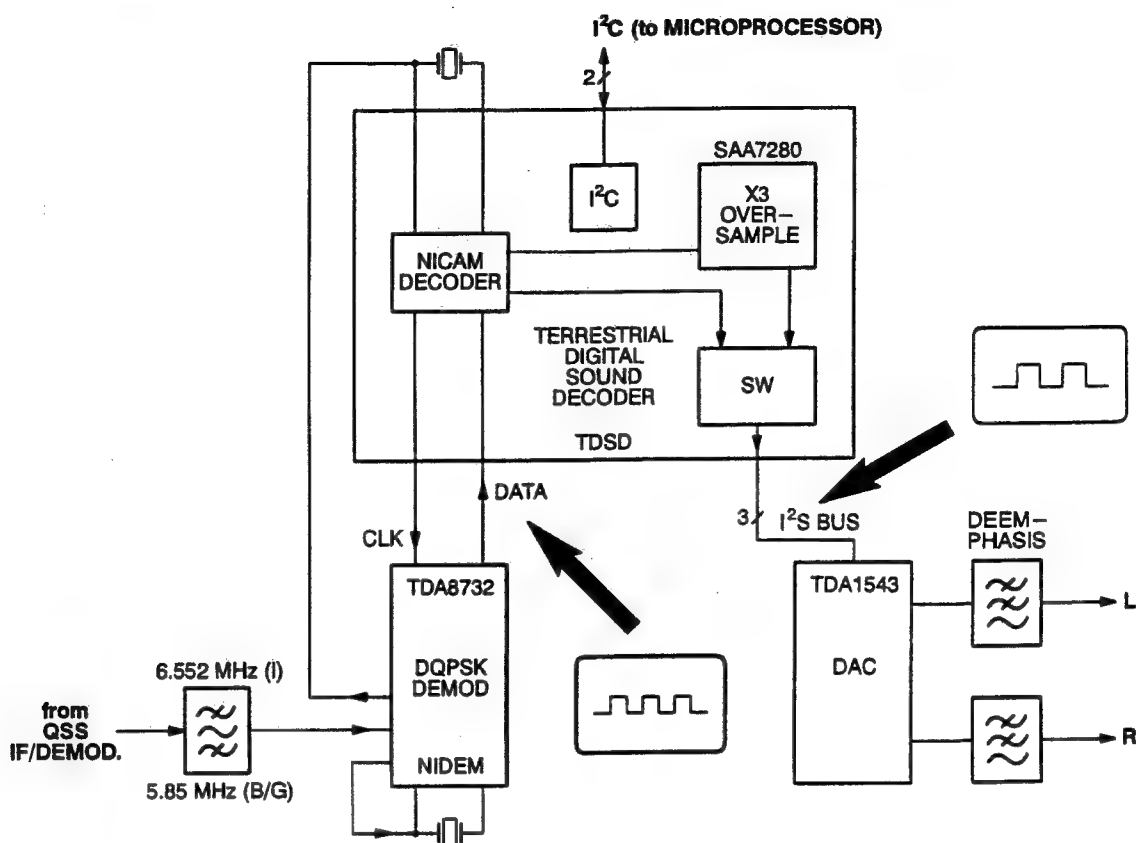 I²C (to MICROPROCESSOR)
2
SAA7280
I²C
X3
OVER–
SAMPLE
NICAM
DECODER
TERRESTRIAL
DIGITAL
SOUND
DECODER
SW
TDSD
DATA
3
I²S BUS
CLK
DEEM–
PHASIS
TDA8732
TDA1543
L
DQPSK
DEMOD
DAC
6.552 MHz (I)
from
QSS
IF/DEMOD.
R
NIDEM
5.85 MHz (B/G)